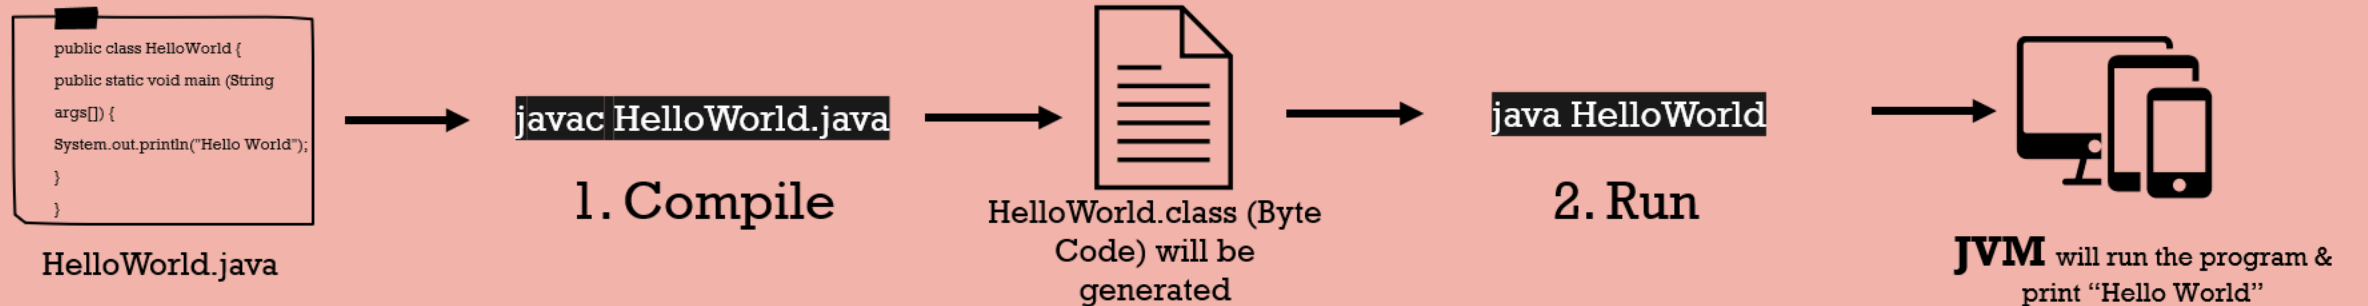 public class HelloWorld {
public static void main (String
args[]) {
System.out.println("Hello World");
}
}
HelloWorld.java
javac HelloWorld.java
1. Compile
HelloWorld.class (Byte
Code) will be
generated
java HelloWorld
2. Run
JVM will run the program &
print “Hello World”